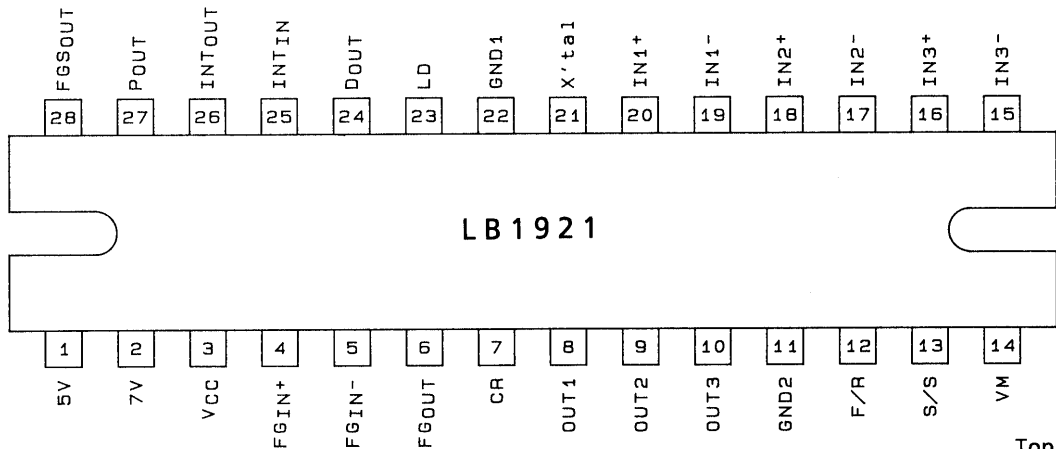 FGSOUT POUT INTOUT INTIN DOUT LD GND1 X'tal IN1+ IN1- IN2+ IN2- IN3+ IN3-
28 27 26 25 24 23 22 21 20 19 18 17 16 15
LB1921
1 2 3 4 5 6 7 8 9 10 11 12 13 14
5V 7V VCC FGIN+ FGIN- FGOUT CR OUT1 OUT2 OUT3 GND2 F/R S/S VM
Top